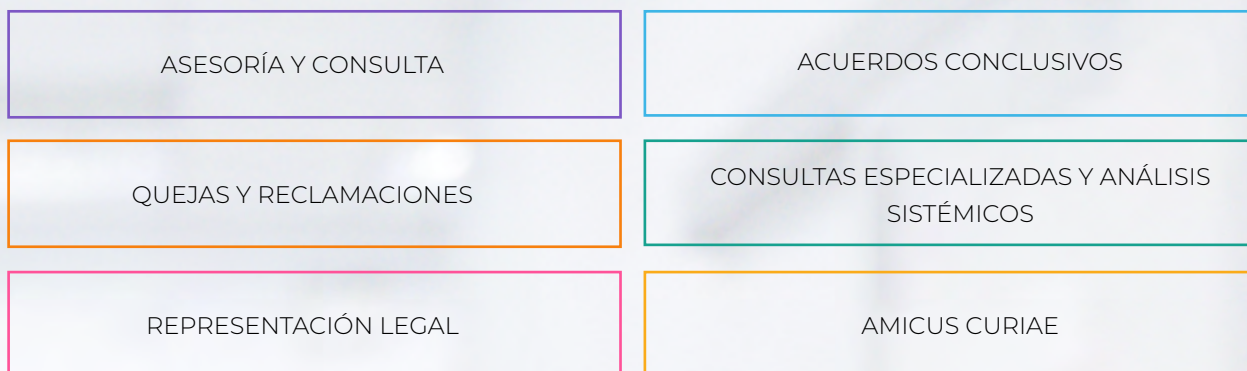 ASESORÍA Y CONSULTA
ACUERDOS CONCLUSIVOS
QUEJAS Y RECLAMACIONES
CONSULTAS ESPECIALIZADAS Y ANÁLISIS
SISTÉMICOS
REPRESENTACIÓN LEGAL
AMICUS CURIAE